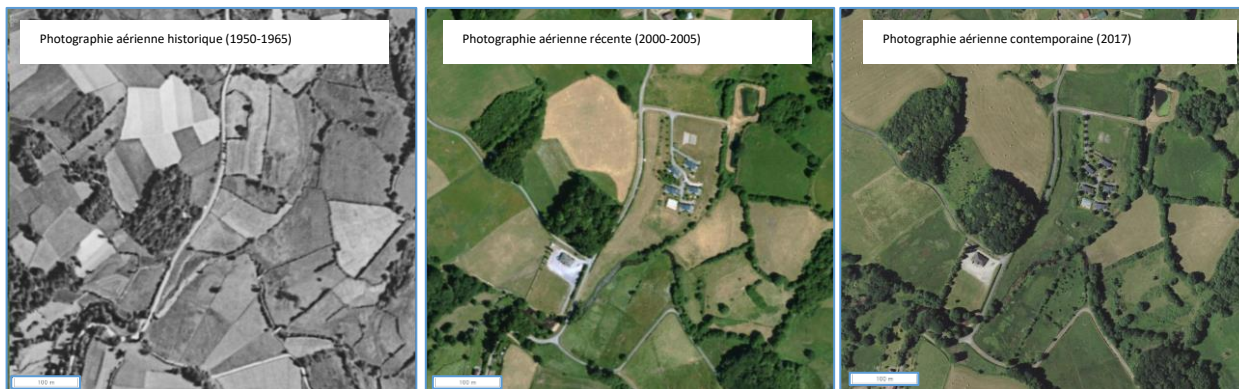 Photographie aérienne historique (1950-1965)
Photographie aérienne récente (2000-2005)
Photographie aérienne contemporaine (2017)
100 m
100 m
100 m